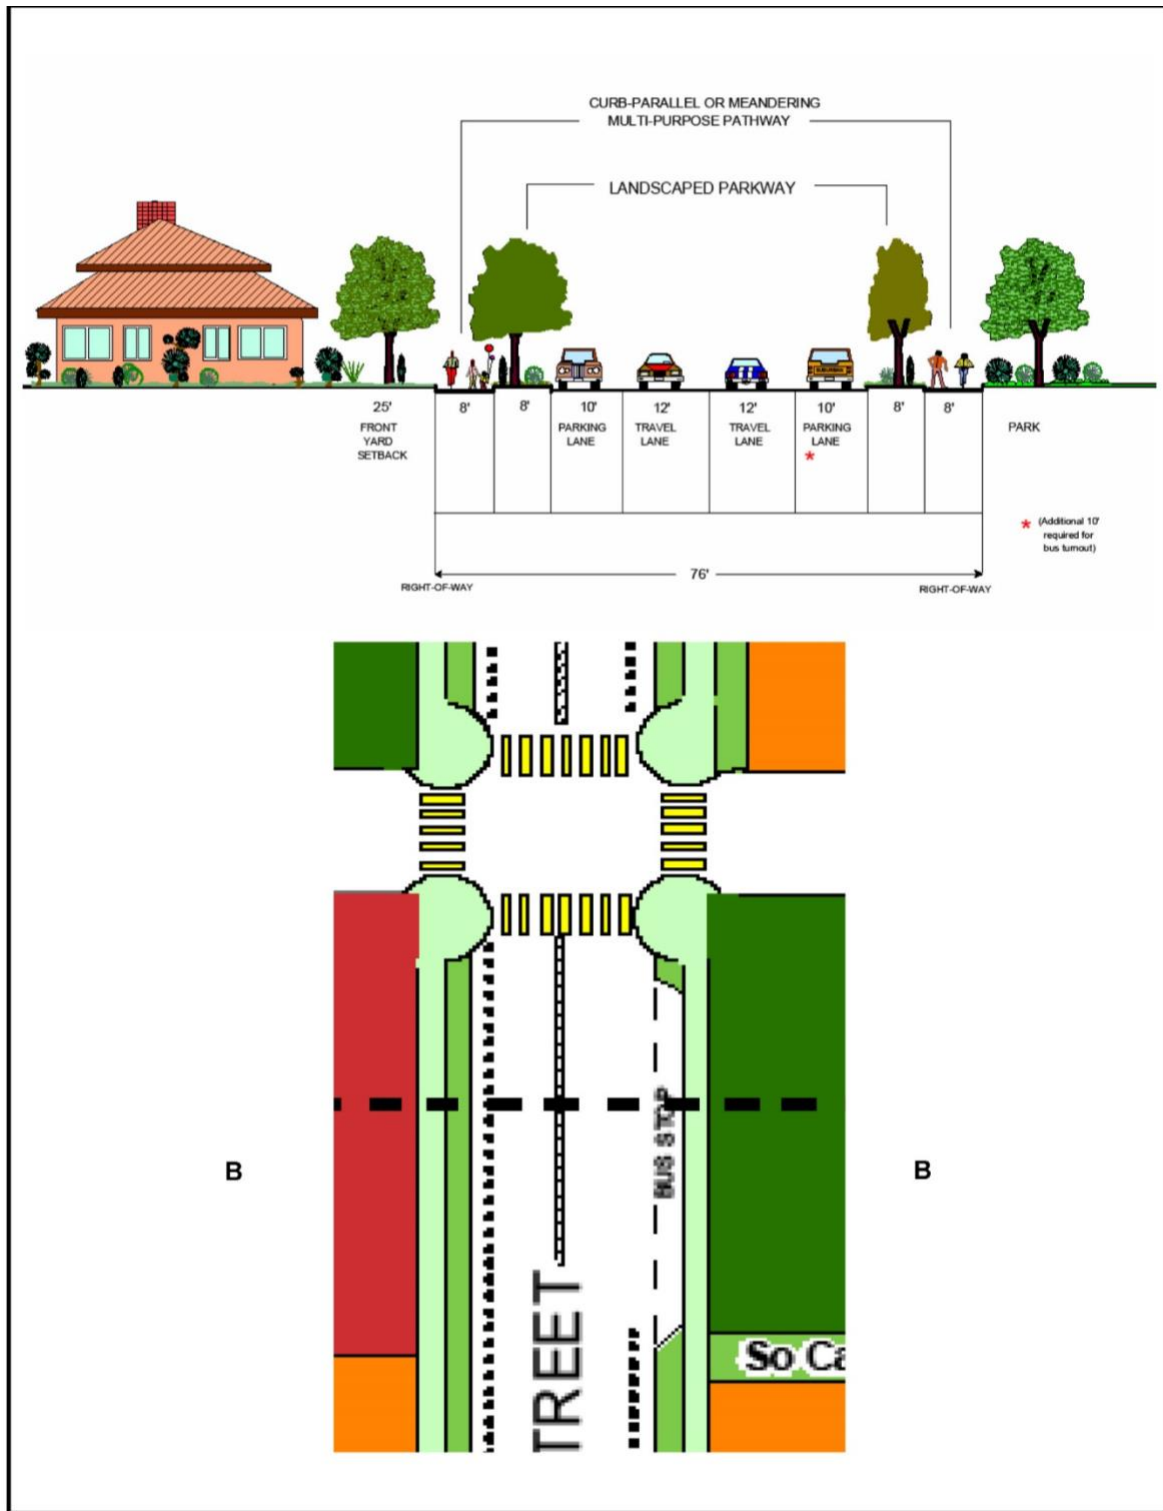 CURB-PARALLEL OR MEANDERING
MULTI-PURPOSE PATHWAY
LANDSCAPED PARKWAY
25'
FRONT
YARD
SETBACK
8'
8'
10'
PARKING
LANE
12'
TRAVEL
LANE
12'
TRAVEL
LANE
10'
PARKING
LANE
*
8'
8'
PARK
* (Additional 10'
required for
bus turnout)
76'
RIGHT-OF-WAY
RIGHT-OF-WAY
BUS STOP
B
B
TREET
So Ca